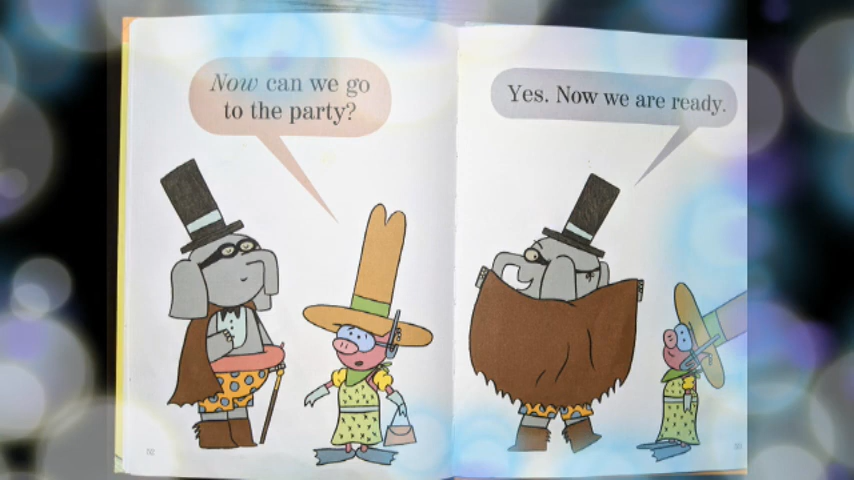 Now can we go
to the party?
Yes. Now we are ready.